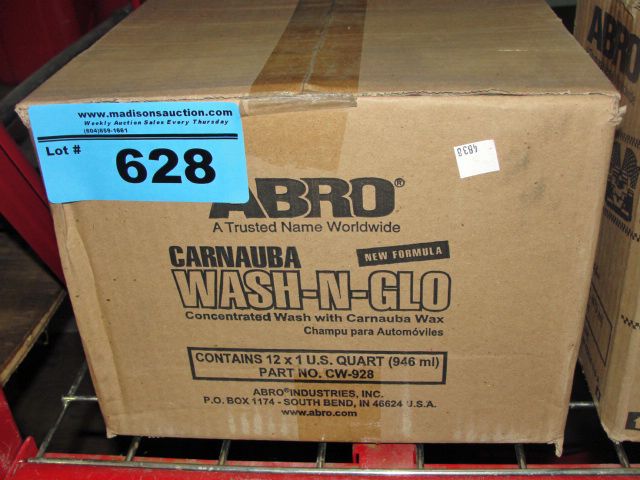 www.madisonsauction.com
Weekly Auction Sales Every Thursday
(804)859-1661
Lot # 628
4838
ABRO®
A Trusted Name Worldwide
CARNAUBA
NEW FORMULA
WASH-N-GLO
Concentrated Wash with Carnauba Wax
Champu para Automóviles
CONTAINS 12 x 1 U.S. QUART (946 ml)
PART NO. CW-928
ABRO® INDUSTRIES, INC.
P.O. BOX 1174 - SOUTH BEND, IN 46624 U.S.A.
www.abro.com
ABRO